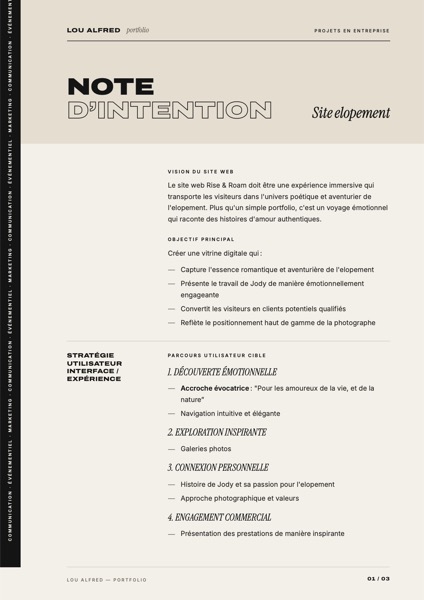 COMMUNICATION · ÉVÉNEMENTIEL · MARKETING · COMMUNICATION · ÉVÉNEMENTIEL · MARKETING · COMMUNICATION · ÉVÉNEMENTIEL · MARKETING · COMMUNICATION · ÉVÉNEMENTIEL · MARKETING · COMMUNICATION · ÉVÉNEMENT
LOU ALFRED portfolio
PROJETS EN ENTREPRISE
NOTE
D'INTENTION
Site elopement
VISION DU SITE WEB
Le site web Rise & Roam doit être une expérience immersive qui
transporte les visiteurs dans l'univers poétique et aventurier de
l'elopement. Plus qu'un simple portfolio, c'est un voyage émotionnel
qui raconte des histoires d'amour authentiques.
OBJECTIF PRINCIPAL
Créer une vitrine digitale qui :
— Capture l'essence romantique et aventurière de l'elopement
— Présente le travail de Jody de manière émotionnellement
engageante
— Convertit les visiteurs en clients potentiels qualifiés
— Reflète le positionnement haut de gamme de la photographe
STRATÉGIE
UTILISATEUR
INTERFACE /
EXPÉRIENCE
PARCOURS UTILISATEUR CIBLE
1. DÉCOUVERTE ÉMOTIONNELLE
— Accroche évocatrice : "Pour les amoureux de la vie, et de la
nature"
— Navigation intuitive et élégante
2. EXPLORATION INSPIRANTE
— Galeries photos
3. CONNEXION PERSONNELLE
— Histoire de Jody et sa passion pour l'elopement
— Approche photographique et valeurs
4. ENGAGEMENT COMMERCIAL
— Présentation des prestations de manière inspirante
LOU ALFRED — PORTFOLIO
01 / 03